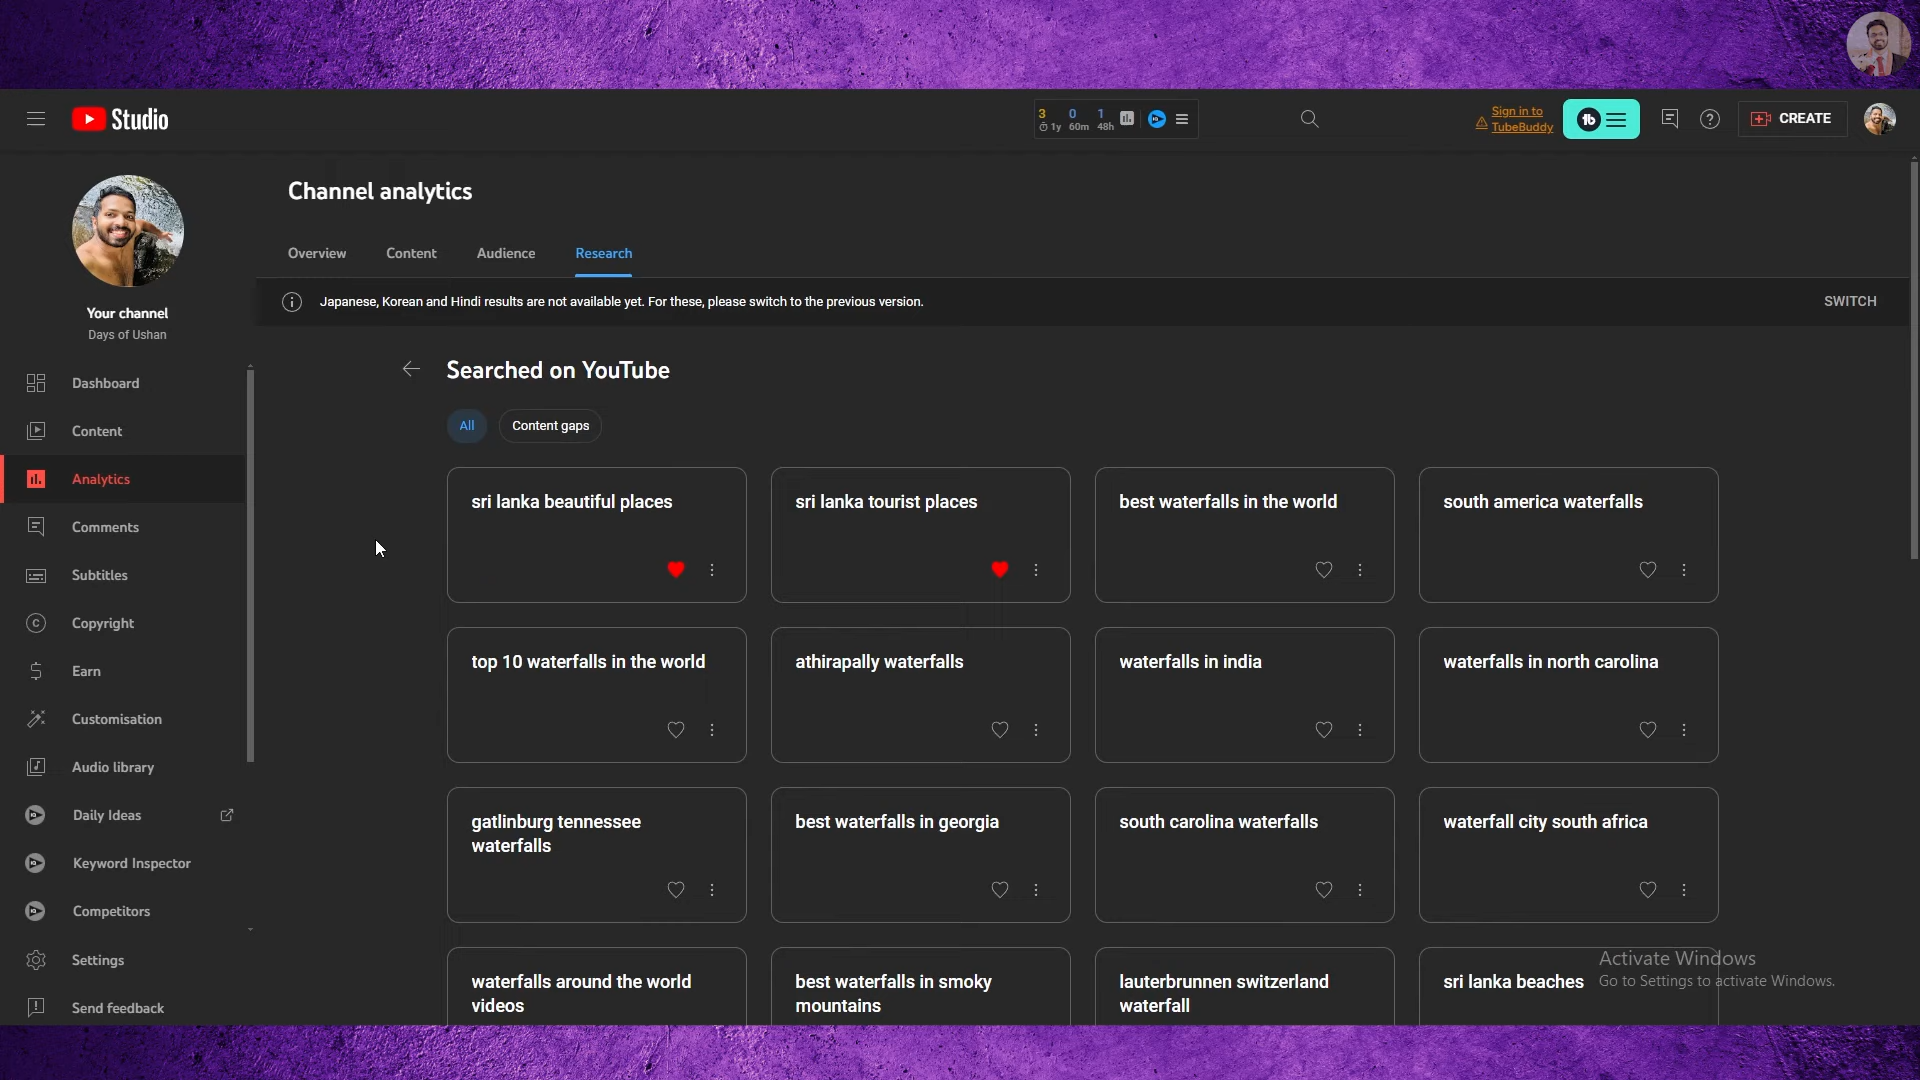 Studio
3 0 1
1y 60m 48h
Sign in to
TubeBuddy
CREATE
Channel analytics
Overview Content Audience Research
Japanese, Korean and Hindi results are not available yet. For these, please switch to the previous version.
SWITCH
Your channel
Days of Ushan
Dashboard
Content
Analytics
Comments
Subtitles
Copyright
Earn
Customisation
Audio library
Daily Ideas
Keyword Inspector
Competitors
Settings
Send feedback
Searched on YouTube
All Content gaps
sri lanka beautiful places
sri lanka tourist places
best waterfalls in the world
south america waterfalls
top 10 waterfalls in the world
athirapally waterfalls
waterfalls in india
waterfalls in north carolina
gatlinburg tennessee
waterfalls
best waterfalls in georgia
south carolina waterfalls
waterfall city south africa
waterfalls around the world
videos
best waterfalls in smoky
mountains
lauterbrunnen switzerland
waterfall
sri lanka beaches
Activate Windows
Go to Settings to activate Windows.